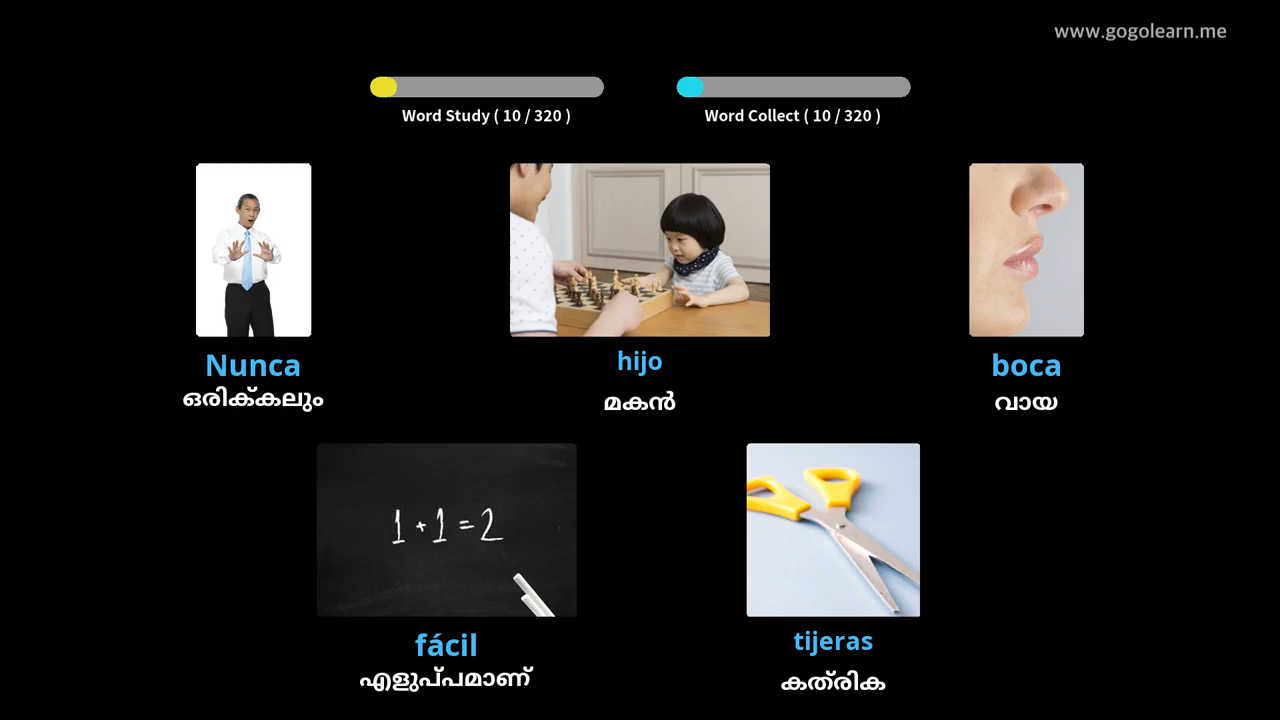 www.gogolearn.me
Word Study ( 10 / 320 )
Word Collect ( 10 / 320 )
Nunca
ഒരിക്കലും
hijo
മകൻ
boca
വായ
1 + 1 = 2
fácil
എളുപ്പമാണ്
tijeras
കത്രിക